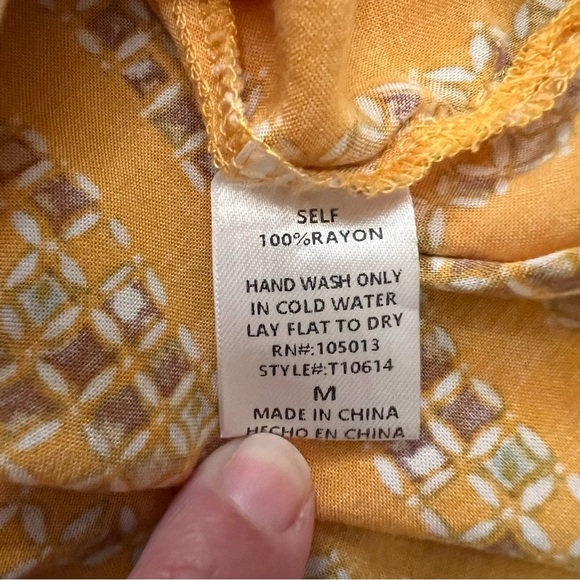 SELF
100%RAYON
HAND WASH ONLY
IN COLD WATER
LAY FLAT TO DRY
RN#:105013
STYLE#:T10614
M
MADE IN CHINA
HECHO EN CHINA